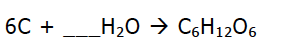 6C + ___H₂O → C₆H₁₂O₆